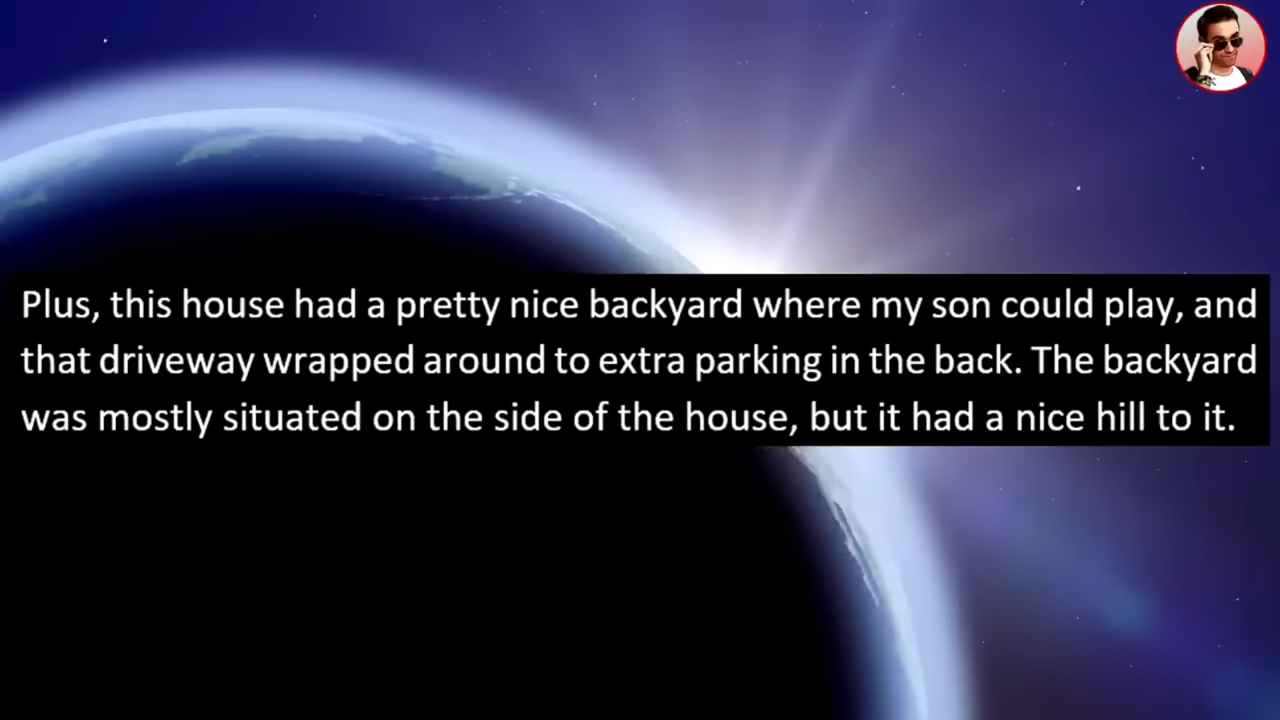 Plus, this house had a pretty nice backyard where my son could play, and
that driveway wrapped around to extra parking in the back. The backyard
was mostly situated on the side of the house, but it had a nice hill to it.